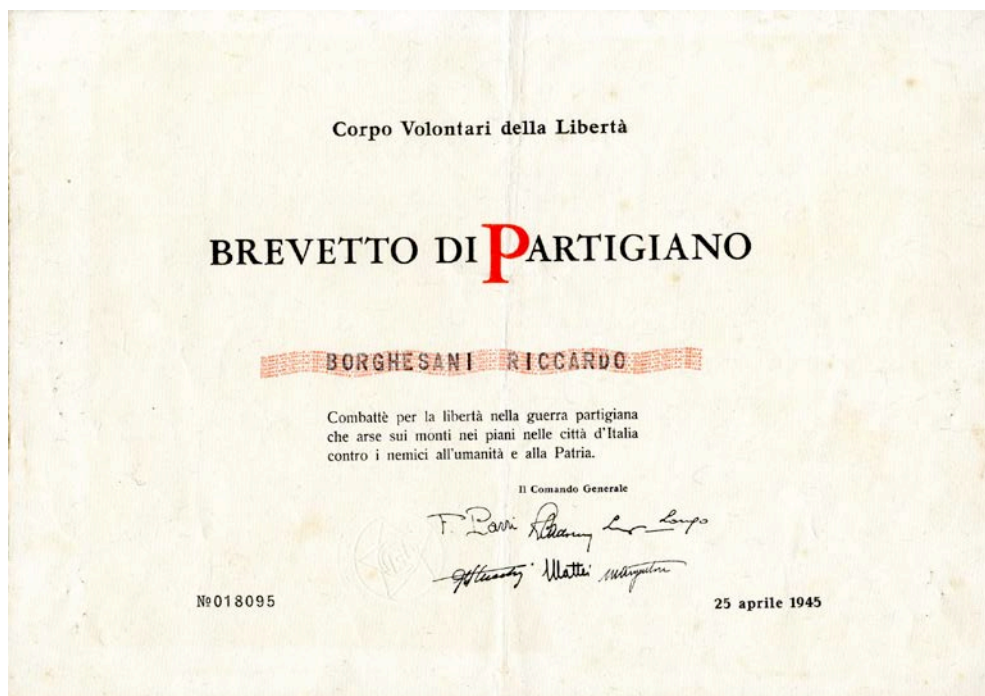 Corpo Volontari della Libertà
BREVETTO DI PARTIGIANO
BORGHESANI RICCARDO
Combattè per la libertà nella guerra partigiana
che arse sui monti nei piani nelle città d'Italia
contro i nemici all'umanità e alla Patria.
Il Comando Generale
F. Parri Longo
Mattei
№018095
25 aprile 1945